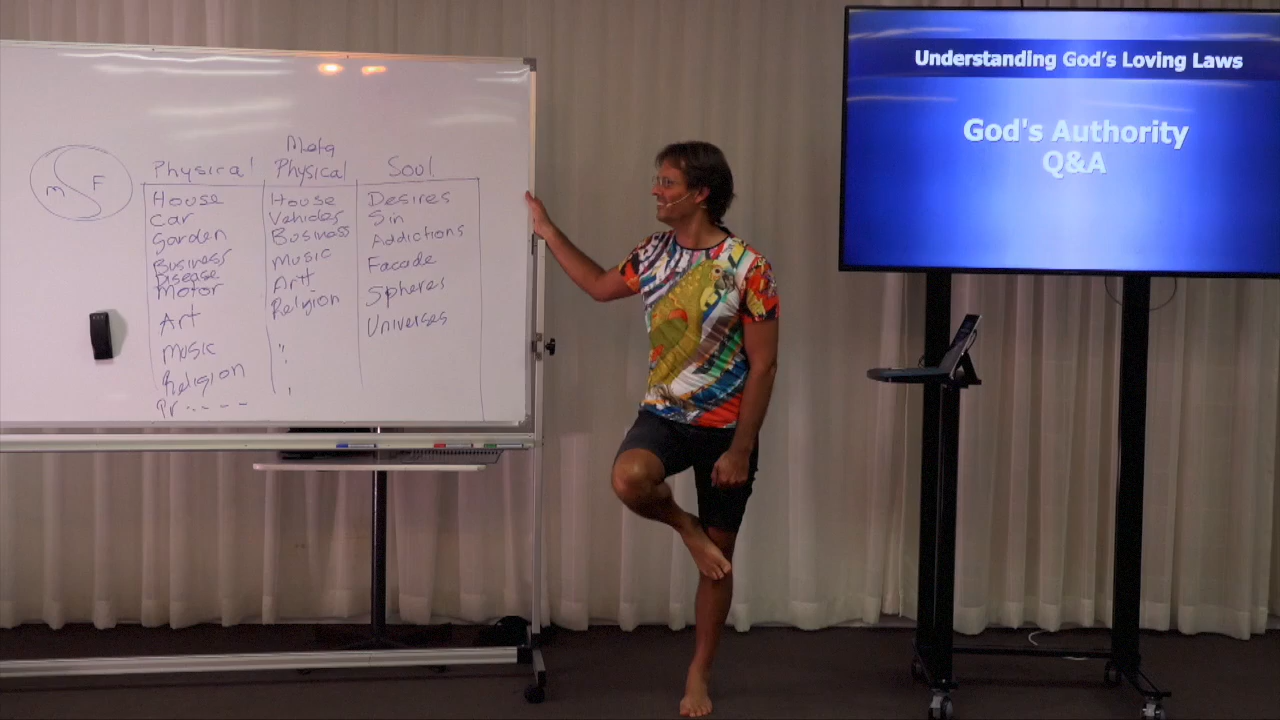 M F
Physical
House
Car
Garden
Business
Disease
Motor
Art
Music
Religion
Pr -----
Meta
Physical
House
Vehicles
Business
Music
Art
Religion
"
Soul
Desires
Sin
Addictions
Facade
Spheres
Universes
Understanding God's Loving Laws
God's Authority
Q&A